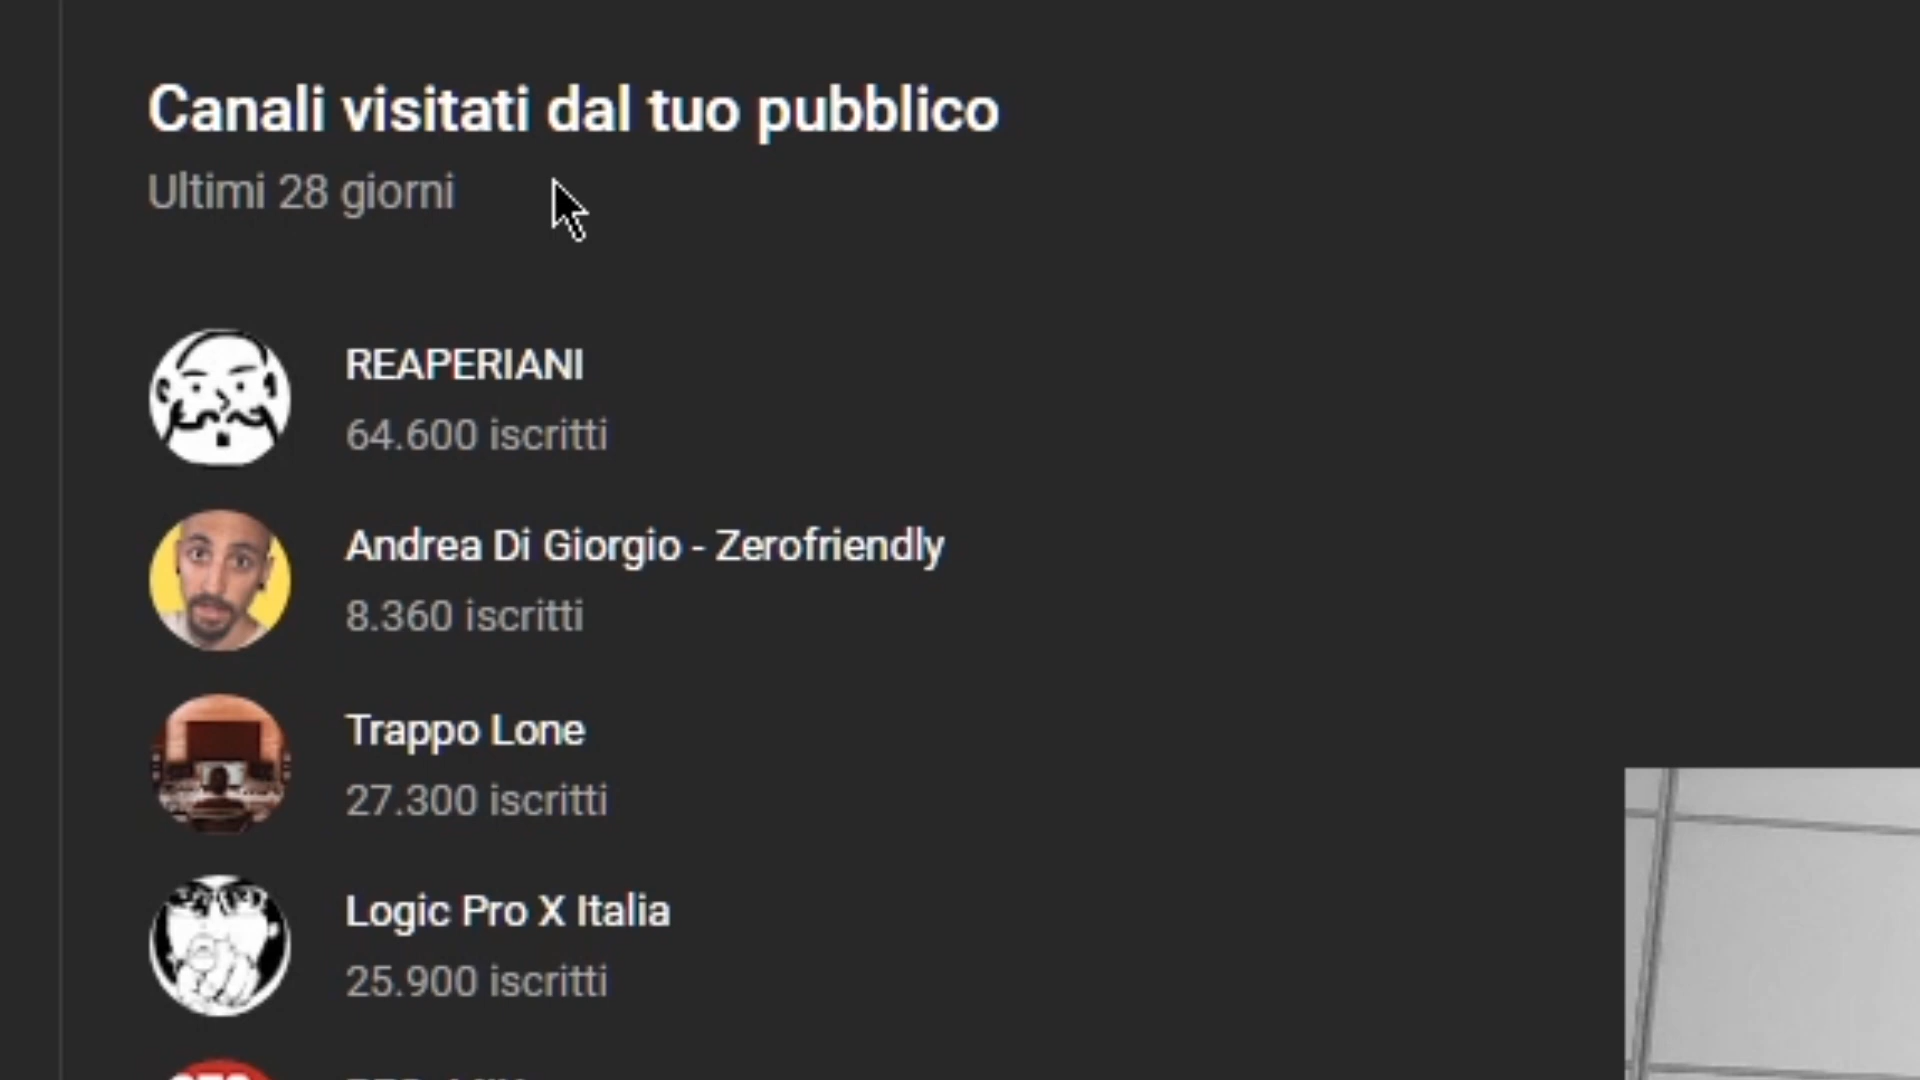 Canali visitati dal tuo pubblico
Ultimi 28 giorni
REAPERIANI
64.600 iscritti
Andrea Di Giorgio - Zerofriendly
8.360 iscritti
Trappo Lone
27.300 iscritti
Logic Pro X Italia
25.900 iscritti